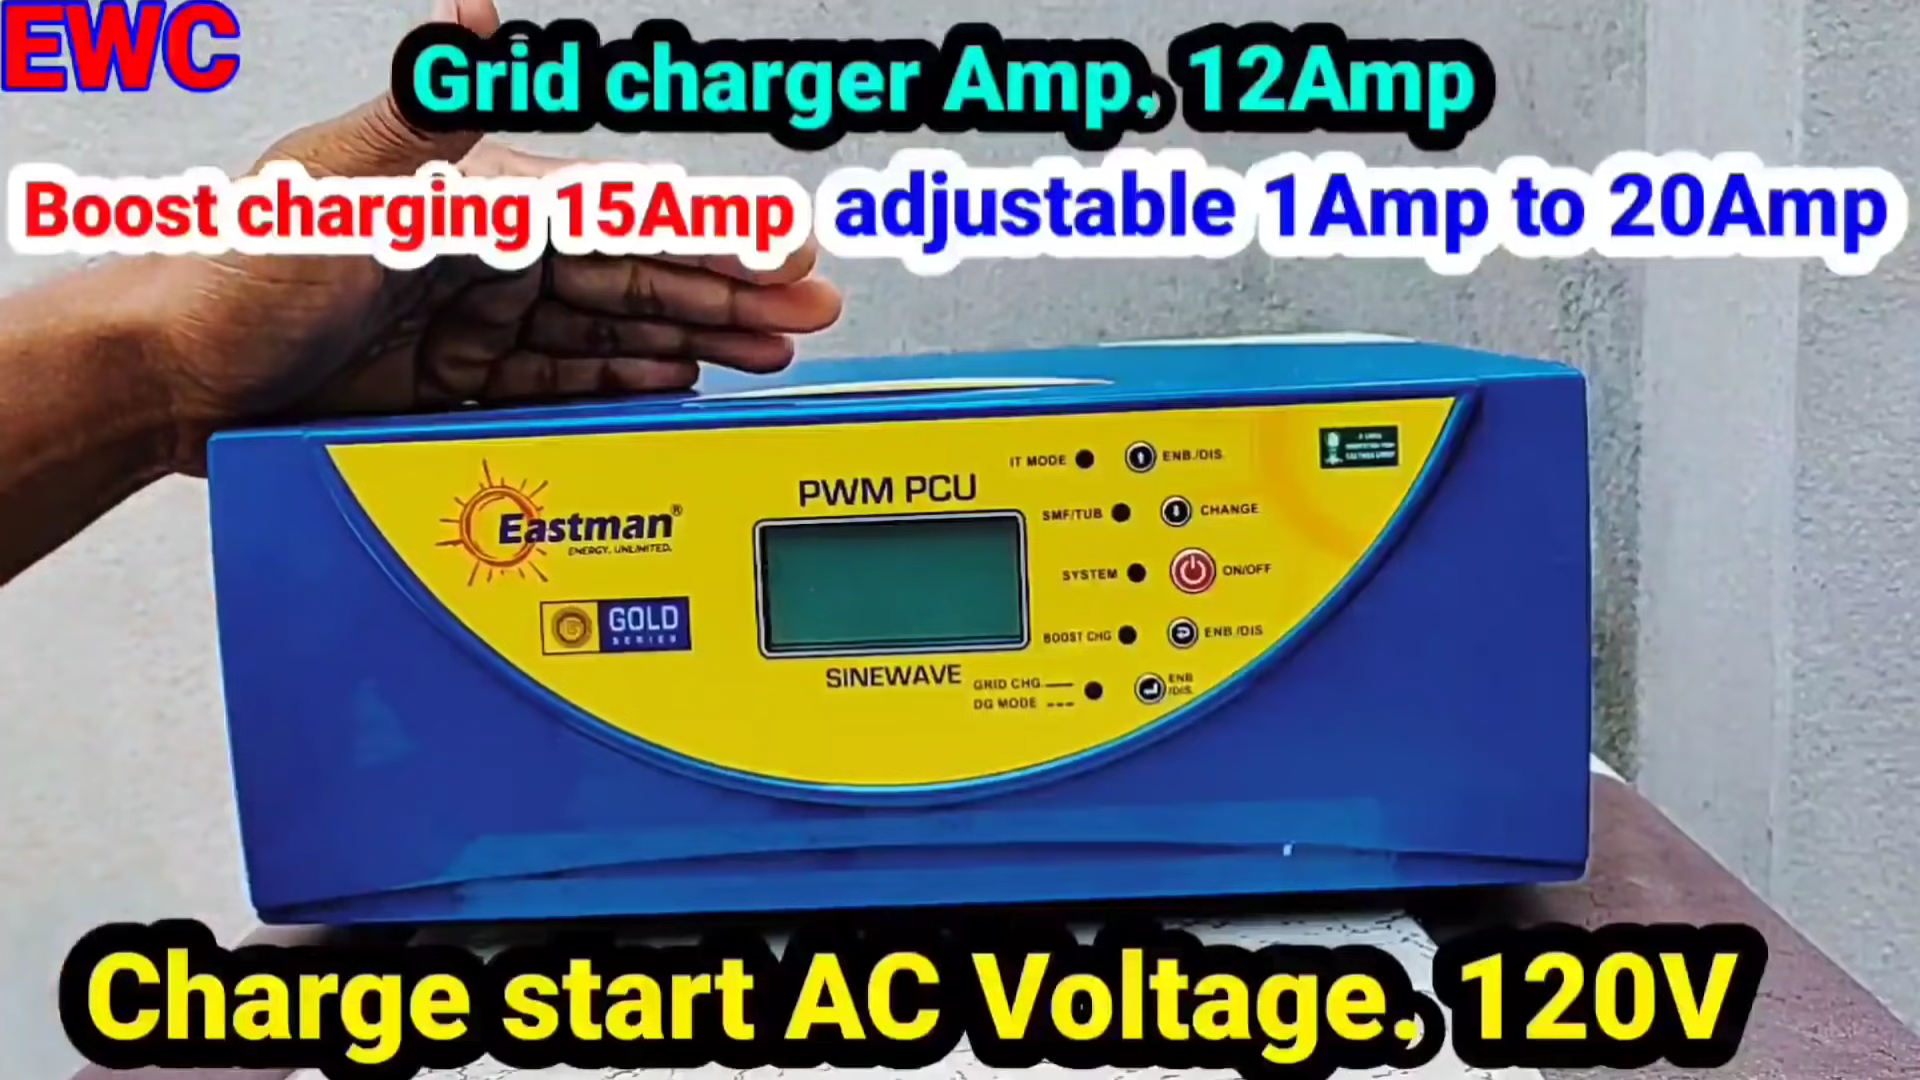 EWC
Grid charger Amp, 12Amp
Boost charging 15Amp adjustable 1Amp to 20Amp
IT MODE ENB./DIS.
PWM PCU
SMF/TUB CHANGE
Eastman®
ENERGY. UNLIMITED.
SYSTEM ON/OFF
GOLD
SERIES
BOOST CHG ENB./DIS.
SINEWAVE
GRID CHG ENB
DG MODE /DIS.
Charge start AC Voltage, 120V